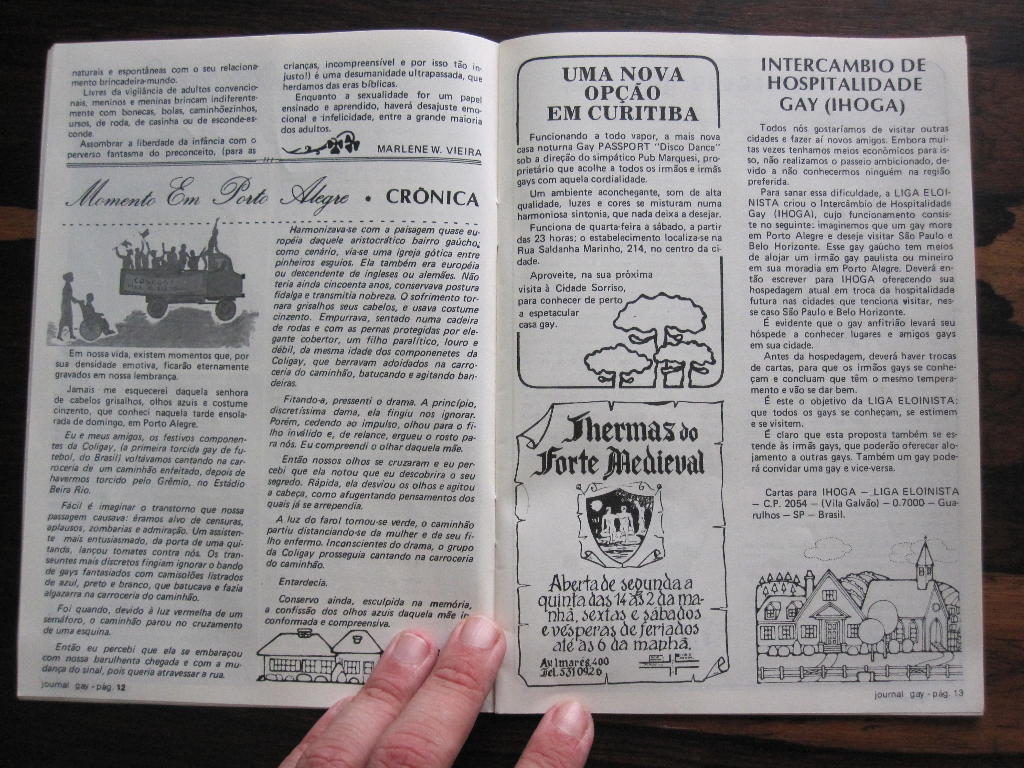 naturais e espontâneas com o seu relaciona-
mento brincadeira-mundo.
Livres da vigilância de adultos convencio-
nais, meninos e meninas brincam indiferente-
mente com bonecas, bolas, caminhõezinhos,
ursos, de roda, de casinha ou de esconde-es-
conde.
Assombrar a liberdade da infância com o
perverso fantasma do preconceito, (para as
crianças, incompreensível e por isso tão in-
justo!) é uma desumanidade ultrapassada, que
herdamos das eras bíblicas.
Enquanto a sexualidade for um papel
ensinado e aprendido, haverá desajuste emo-
cional e infelicidade, entre a grande maioria
dos adultos.
MARLENE W. VIEIRA
Momento Em Porto Alegre • CRÔNICA
Em nossa vida, existem momentos que, por
sua densidade emotiva, ficarão eternamente
gravados em nossa lembrança.
Jamais me esquecerei daquela senhora
de cabelos grisalhos, olhos azuis e costume
cinzento, que conheci naquela tarde ensola-
rada de domingo, em Porto Alegre.
Eu e meus amigos, os festivos componen-
tes da Coligay, (a primeira torcida gay de fu-
tebol, do Brasil) voltávamos cantando na car-
roceria de um caminhão enfeitado, depois de
havermos torcido pelo Grêmio, no Estádio
Beira Rio.
Fácil é imaginar o transtorno que nossa
passagem causava: éramos alvo de censuras,
aplausos, zombarias e admiração. Um assisten-
te mais entusiasmado, da porta de uma qui-
tanda, lançou tomates contra nós. Os tran-
seuntes mais discretos fingiam ignorar o bando
de gays fantasiados com camisolões listrados
de azul, preto e branco, que batucava e fazia
algazarra na carroceria do caminhão.
Foi quando, devido à luz vermelha de um
semáforo, o caminhão parou no cruzamento
de uma esquina.
Então eu percebi que ela se embaraçou
com nossa barulhenta chegada e com a mu-
dança do sinal, pois queria atravessar a rua.
Harmonizava-se com a paisagem quase eu-
ropéia daquele aristocrático bairro gaúcho,
como cenário, via-se uma igreja gótica entre
pinheiros esguios. Ela também era européia
ou descendente de ingleses ou alemães. Não
teria ainda cincoenta anos, conservava postura
fidalga e transmitia nobreza. O sofrimento tor-
nara grisalhos seus cabelos, e usava costume
cinzento. Empurrava, sentado numa cadeira
de rodas e com as pernas protegidas por ele-
gante cobertor, um filho paralítico, louro e
débil, da mesma idade dos componenetes da
Coligay, que berravam adoidados na carro-
ceria do caminhão, batucando e agitando ban-
deiras.
Fitando-a, pressenti o drama. A princípio,
discretíssima dama, ela fingiu nos ignorar.
Porém, cedendo ao impulso, olhou para o fi-
lho inválido e, de relance, ergueu o rosto pa-
ra nós. Eu compreendi o olhar daquela mãe.
Então nossos olhos se cruzaram e eu per-
cebi que ela notou que eu descobrira o seu
segredo. Rápida, ela desviou os olhos e agitou
a cabeça, como afugentando pensamentos dos
quais já se arrependia.
A luz do farol tornou-se verde, o caminhão
partiu distanciando-se da mulher e de seu fi-
lho enfermo. Inconscientes do drama, o grupo
da Coligay prosseguia cantando na carroceria
do caminhão.
Entardecia.
Conservo ainda, esculpida na memória,
a confissão dos olhos azuis daquela mãe in-
conformada e compreensiva.
journal gay - pág. 12
UMA NOVA
OPÇÃO
EM CURITIBA
Funcionando a todo vapor, a mais nova
casa noturna Gay PASSPORT "Disco Dance"
sob a direção do simpático Pub Marquesi, pro-
prietário que acolhe a todos os irmãos e irmãs
gays com aquela cordialidade.
Um ambiente aconchegante, som de alta
qualidade, luzes e cores se misturam numa
harmoniosa sintonia, que nada deixa a desejar.
Funciona de quarta-feira a sábado, a partir
das 23 horas; o estabelecimento localiza-se na
Rua Saldanha Marinho, 214, no centro da ci-
dade.
Aproveite, na sua próxima
visita à Cidade Sorriso,
para conhecer de perto
a espetacular
casa gay.
Thermas do
Forte Medieval
Aberta de segunda a
quinta das 14 às 2 da ma-
nhã, sextas e sábados
e vésperas de feriados
até às 6 da manhã.
Av Imarés, 400
Tel. 531 0926
INTERCAMBIO DE
HOSPITALIDADE
GAY (IHOGA)
Todos nós gostaríamos de visitar outras
cidades e fazer aí novos amigos. Embora mui-
tas vezes tenhamos meios econômicos para is-
so, não realizamos o passeio ambicionado, de-
vido a não conhecermos ninguém na região
preferida.
Para sanar essa dificuldade, a LIGA ELOI-
NISTA criou o Intercâmbio de Hospitalidade
Gay (IHOGA), cujo funcionamento consis-
te no seguinte: imaginemos que um gay more
em Porto Alegre e deseje visitar São Paulo e
Belo Horizonte. Esse gay gaúcho tem meios
de alojar um irmão gay paulista ou mineiro
em sua moradia em Porto Alegre. Deverá en-
tão escrever para IHOGA oferecendo sua
hospedagem atual em troca da hospitalidade
futura nas cidades que tenciona visitar, nes-
se caso São Paulo e Belo Horizonte.
É evidente que o gay anfitrião levará seu
hóspede a conhecer lugares e amigos gays
em sua cidade.
Antes da hospedagem, deverá haver trocas
de cartas, para que os irmãos gays se conhe-
çam e concluam que têm o mesmo tempera-
mento e vão se dar bem.
É este o objetivo da LIGA ELOINISTA:
que todos os gays se conheçam, se estimem
e se visitem.
É claro que esta proposta também se es-
tende às irmãs gays, que poderão oferecer alo-
jamento a outras gays. Também um gay pode-
rá convidar uma gay e vice-versa.
Cartas para IHOGA — LIGA ELOINISTA
— C.P. 2054 — (Vila Galvão) — 0.7000 — Gua-
rulhos — SP — Brasil.
journal gay - pág. 13